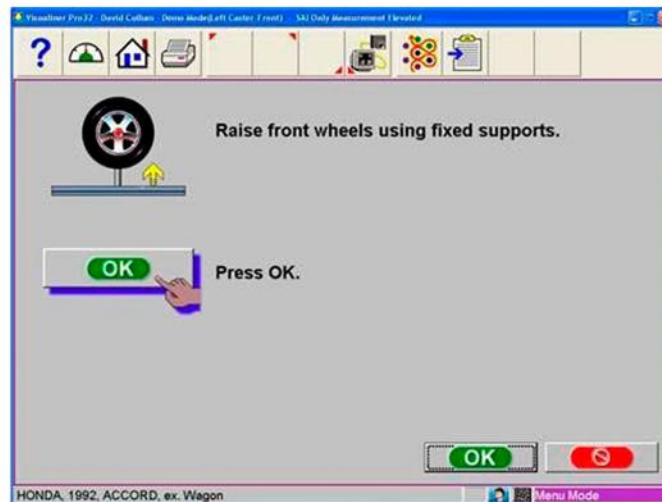 Visualiner Pro32 - David Collum - Demo Mode(Left Caster Front) - SAI Only Measurement Elevated
?
Raise front wheels using fixed supports.
OK
Press OK.
OK
HONDA, 1992, ACCORD, ex. Wagon
Menu Mode